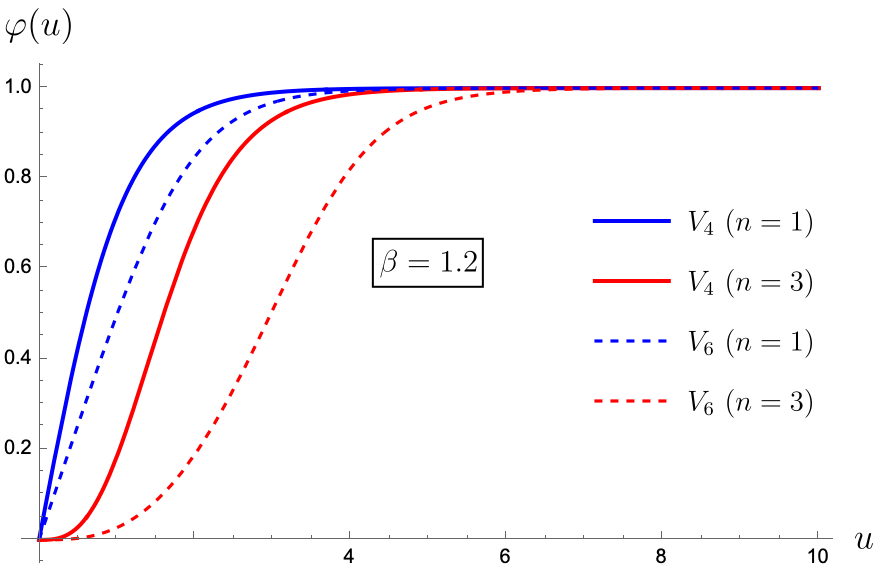 φ(u)
1.0
0.8
0.6
0.4
0.2
4 6 8 10
u
β = 1.2
V₄ (n = 1)
V₄ (n = 3)
V₆ (n = 1)
V₆ (n = 3)